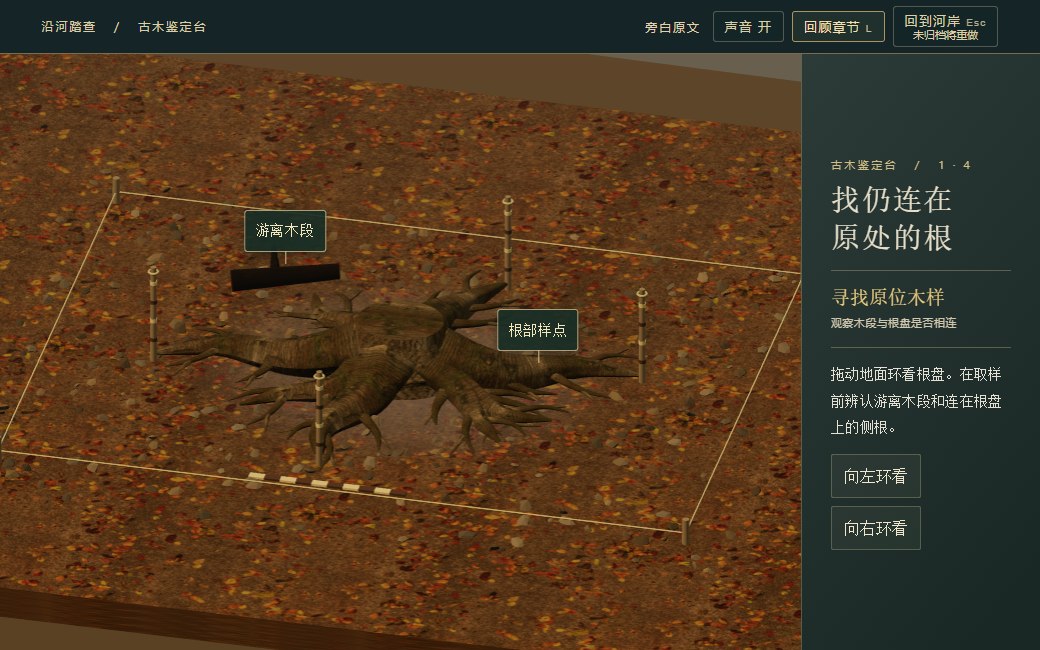 沿河踏查 / 古木鉴定台
旁白原文
声音 开
回顾章节 L
回到河岸 Esc
未归档将重做
游离木段
根部样点
古木鉴定台 / 1 · 4
找仍连在
原处的根
寻找原位木样
观察木段与根盘是否相连
拖动地面环看根盘。在取样
前辨认游离木段和连在根盘
上的侧根。
向左环看
向右环看